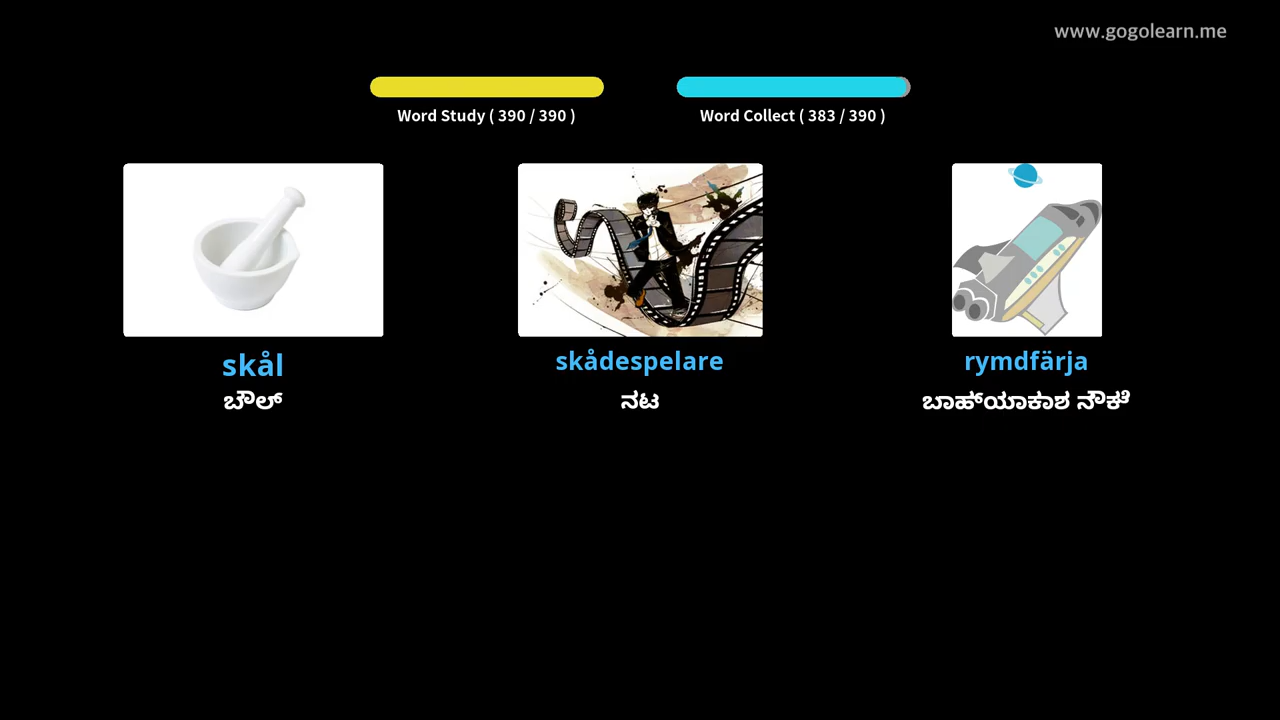 www.gogolearn.me
Word Study ( 390 / 390 )
Word Collect ( 383 / 390 )
skål
skådespelare
rymdfärja
ಬೌಲ್
ನಟ
ಬಾಹ್ಯಾಕಾಶ ನೌಕೆ